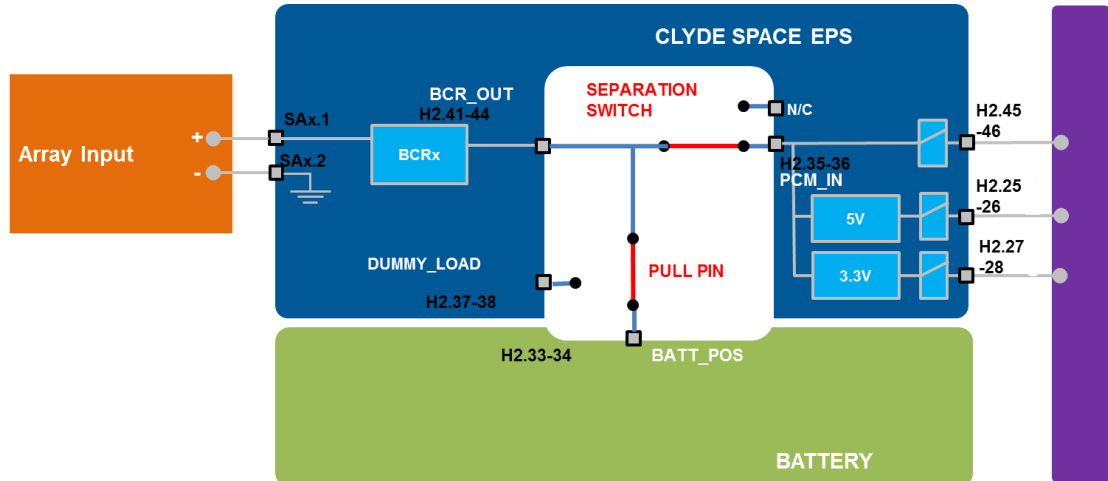 CLYDE SPACE EPS
SEPARATION
SWITCH
BCR_OUT
H2.41-44
N/C
H2.45
-46
SAx.1
+
Array Input
BCRx
SAx.2
-
H2.35-36
PCM_IN
H2.25
-26
5V
H2.27
-28
DUMMY_LOAD
PULL PIN
3.3V
H2.37-38
H2.33-34
BATT_POS
BATTERY